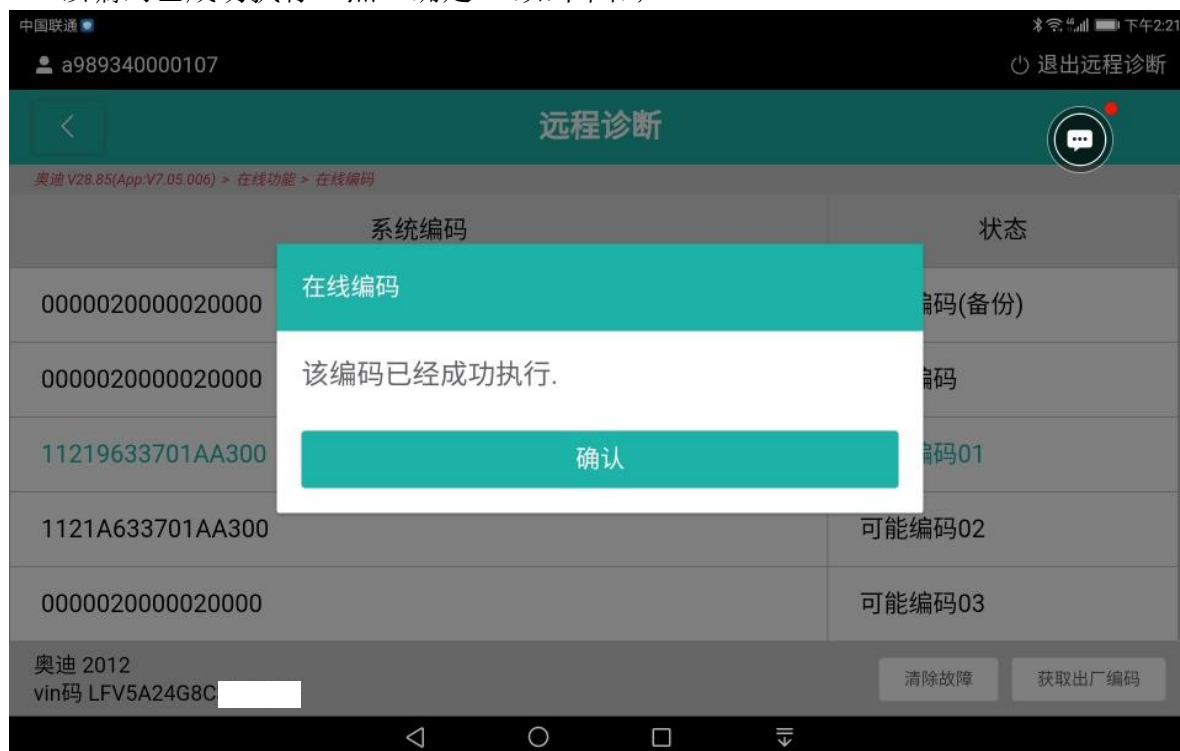 中国联通
下午2:21
a989340000107
退出远程诊断
远程诊断
奥迪 V28.85(App:V7.05.006) > 在线功能 > 在线编码
系统编码
状态
在线编码
0000020000020000
编码(备份)
该编码已经成功执行.
0000020000020000
编码
11219633701AA300
确认
编码01
1121A633701AA300
可能编码02
0000020000020000
可能编码03
奥迪 2012
vin码 LFV5A24G8C
清除故障
获取出厂编码